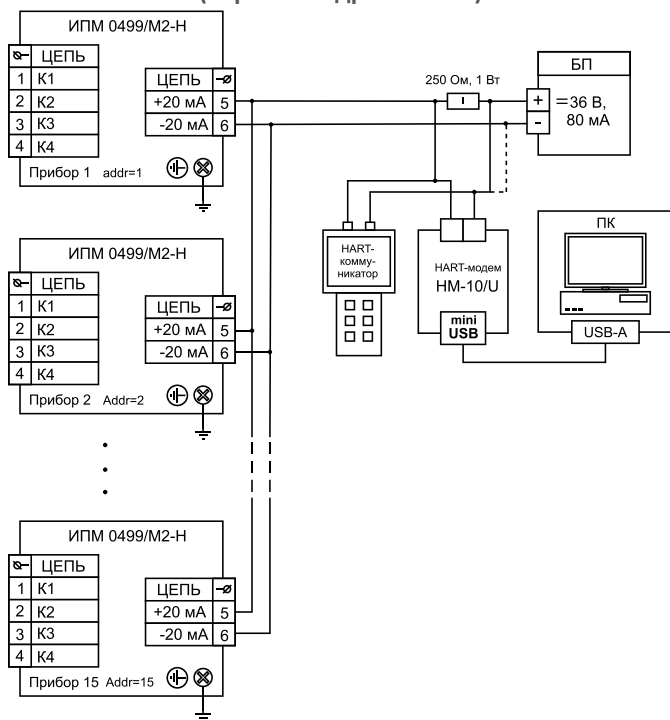 ИПМ 0499/М2-Н
ЦЕПЬ
1 К1
2 К2
3 К3
4 К4
ЦЕПЬ
+20 мА 5
-20 мА 6
Прибор 1 addr=1
250 Ом, 1 Вт
БП
+
-
=36 В,
80 мА
HART-
комму-
никатор
HART-модем
HM-10/U
mini
USB
ПК
USB-A
ИПМ 0499/М2-Н
ЦЕПЬ
1 К1
2 К2
3 К3
4 К4
ЦЕПЬ
+20 мА 5
-20 мА 6
Прибор 2 Addr=2
ИПМ 0499/М2-Н
ЦЕПЬ
1 К1
2 К2
3 К3
4 К4
ЦЕПЬ
+20 мА 5
-20 мА 6
Прибор 15 Addr=15